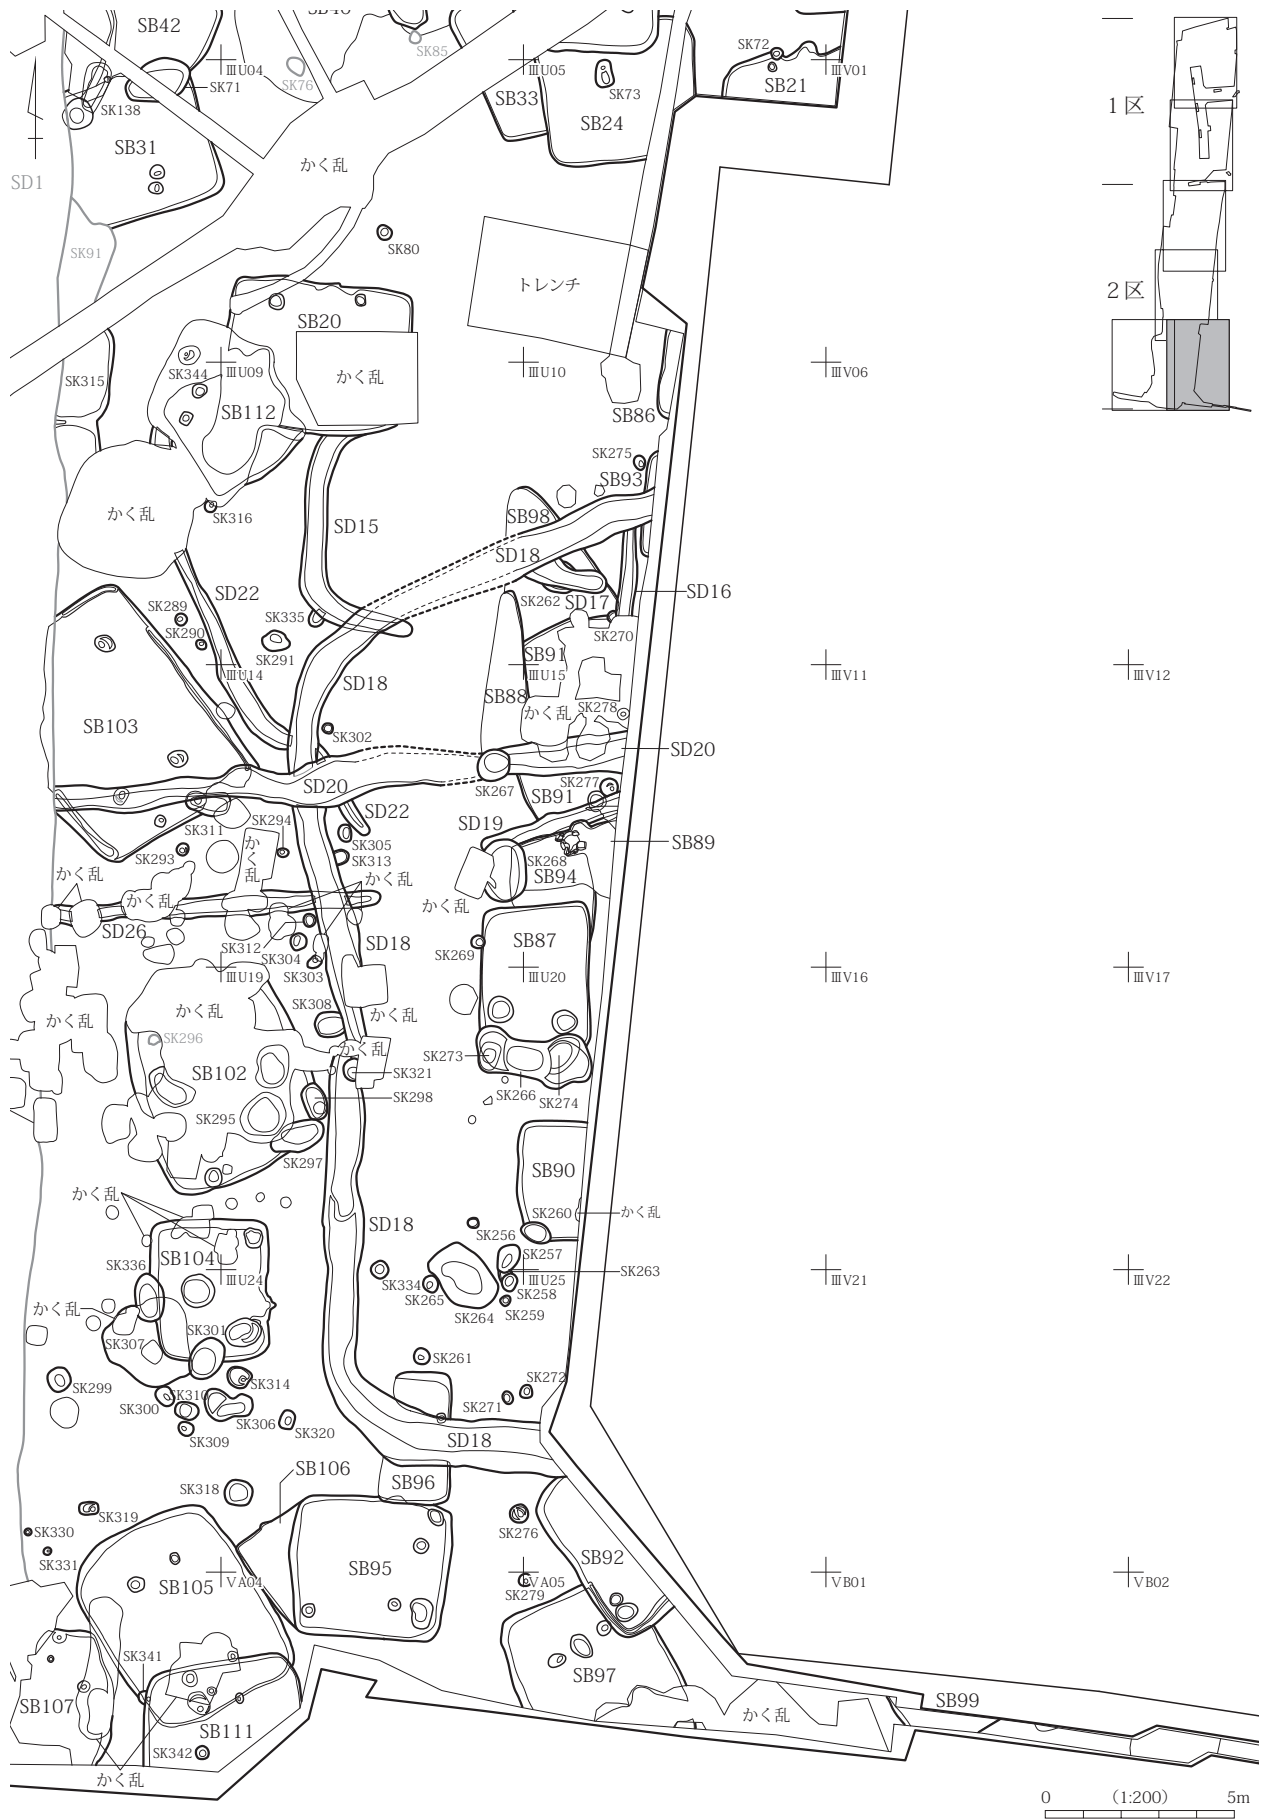 SB42
SB40
SK85
SK72
ⅢU04
SK76
ⅢU05
ⅢV01
SK71
SK73
SB21
SK138
SB33
SB24
1区
SB31
かく乱
SD1
SK91
SK80
トレンチ
2区
SB20
SK344
ⅢU09
かく乱
ⅢU10
ⅢV06
SK315
SB112
SB86
SK275
SB93
かく乱
SK316
SD15
SB98
SD18
SD22
SK262
SD17
SD16
SK289
SK335
SK270
SK290
SK291
SB91
ⅢU14
ⅢU15
ⅢV11
ⅢV12
SD18
SB88
SK278
かく乱
SB103
SK302
SD20
SD20
SK267
SK277
SB91
SK311
SK294
SD22
SD19
SK293
かく乱
SK305
SK313
SB89
SK268
SB94
かく乱
かく乱
かく乱
かく乱
SD26
SK312
SD18
SK269
SB87
SK304
SK303
ⅢU19
ⅢU20
ⅢV16
ⅢV17
かく乱
SK308
かく乱
かく乱
SK296
かく乱
SK273
SB102
SK321
SK266
SK274
SK298
SK295
SK297
SB90
かく乱
SK260
かく乱
SD18
SK256
SB104
SK257
SK336
ⅢU24
ⅢU25
SK263
ⅢV21
ⅢV22
SK334
SK265
SK258
かく乱
SK264
SK259
SK301
SK307
SK261
SK299
SK314
SK272
SK300
SK310
SK271
SK306
SK320
SK309
SD18
SB106
SB96
SK318
SK319
SK276
SK330
SK331
SB92
SB95
SB105
VA04
VA05
VB01
VB02
SK279
SK341
SB97
SB107
SB99
SB111
かく乱
SK342
かく乱
0 (1:200) 5m